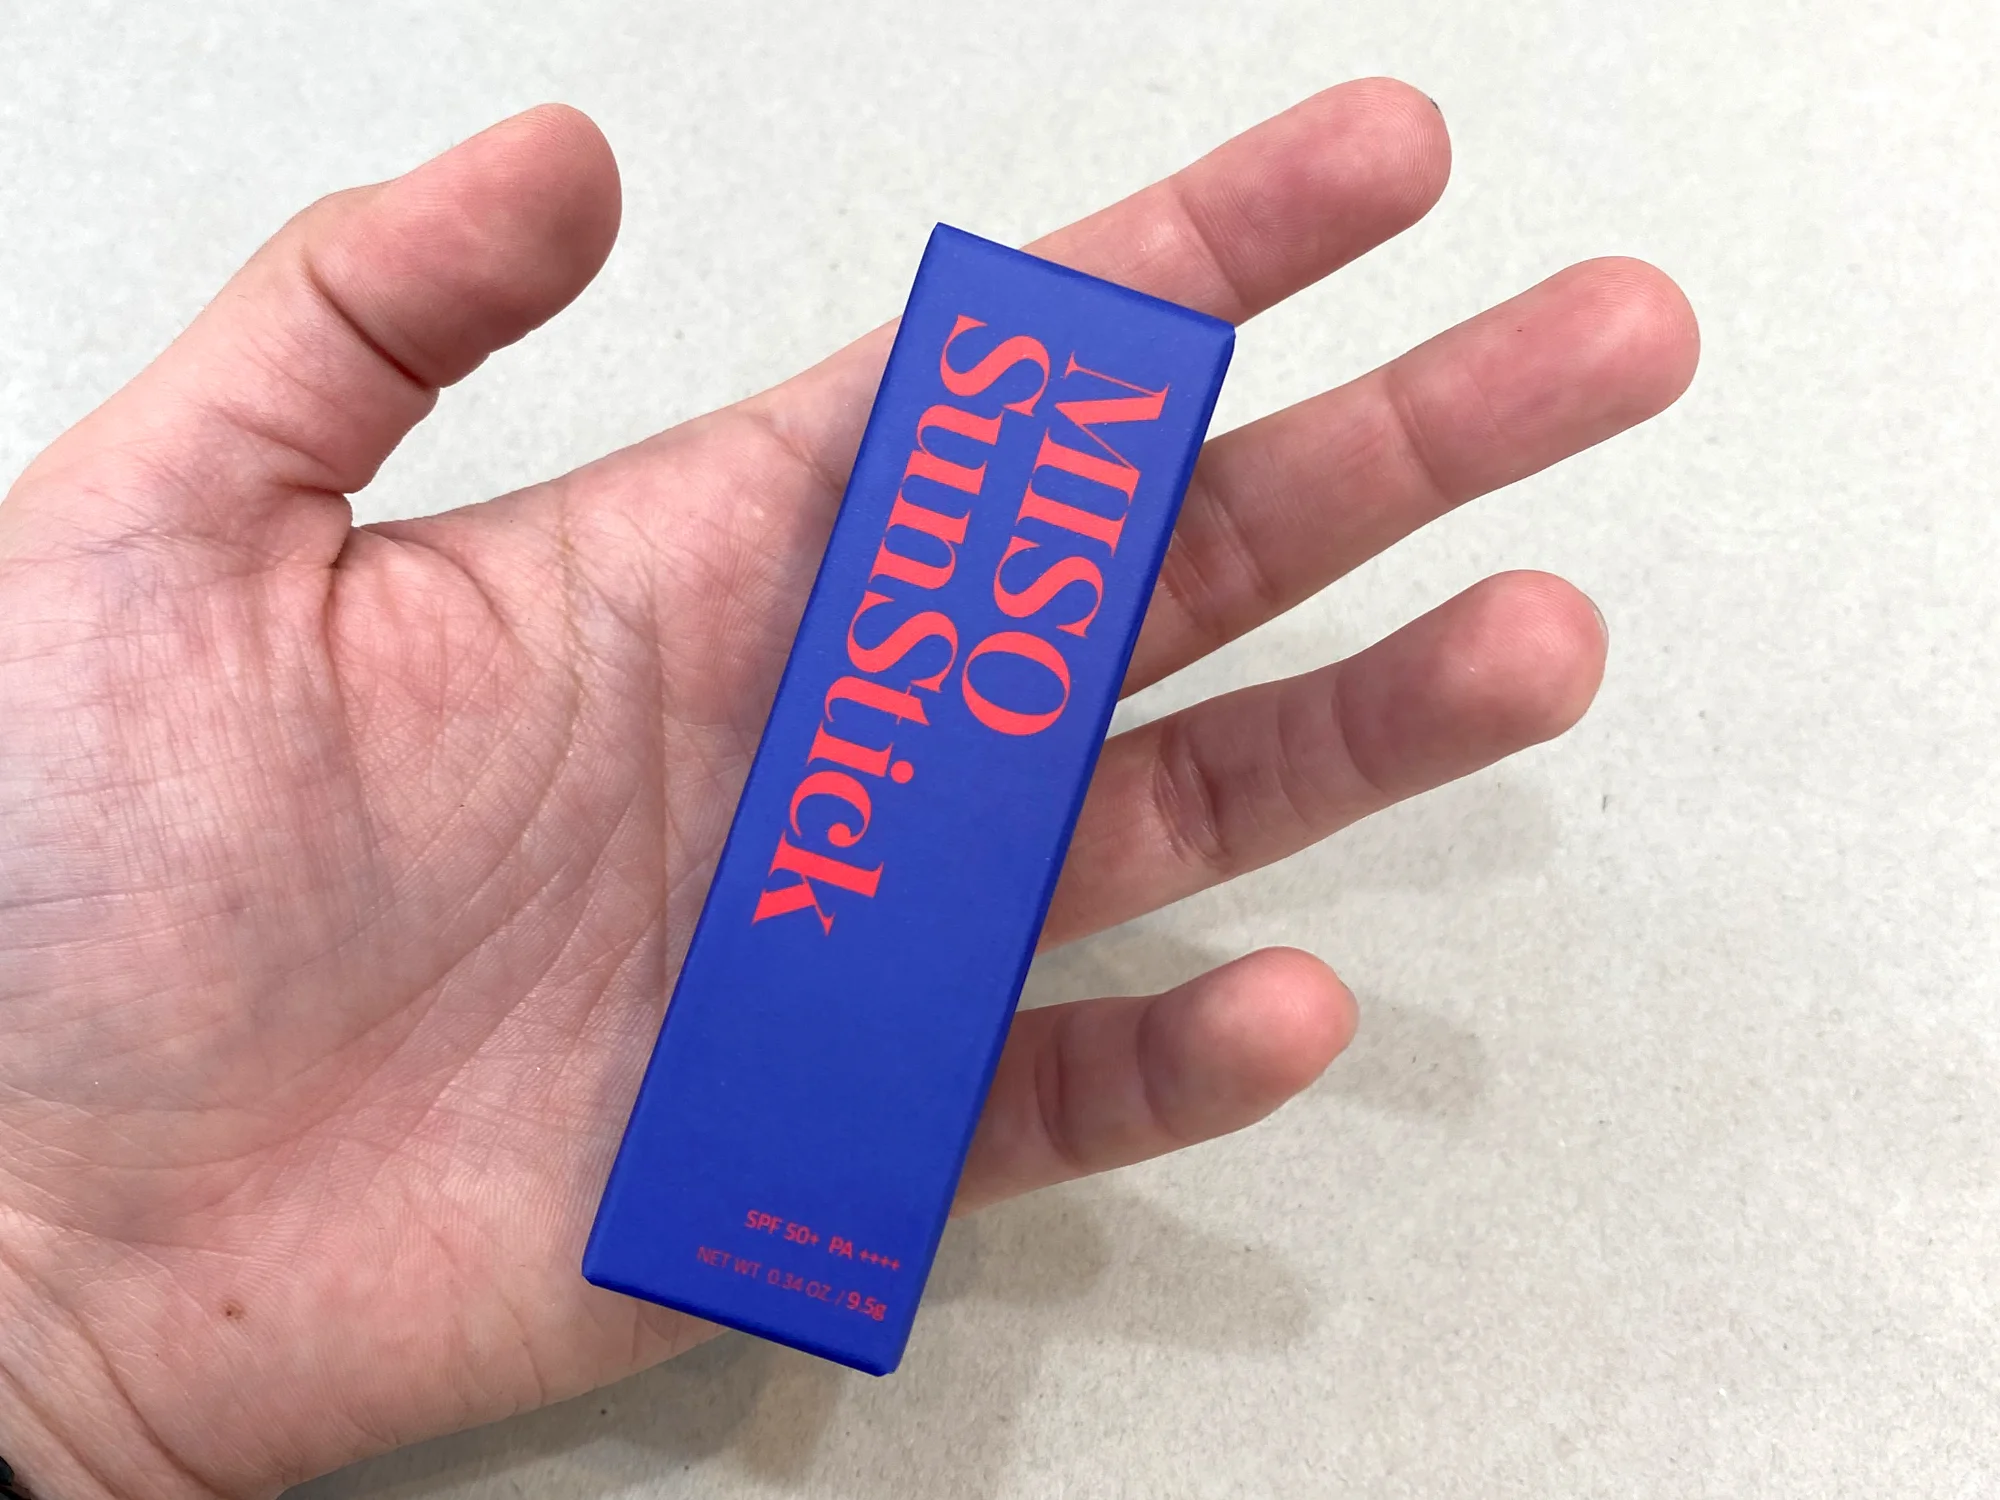 MISO
SunStick
SPF 50+ PA ++++
NET WT. 0.34 OZ / 9.5g